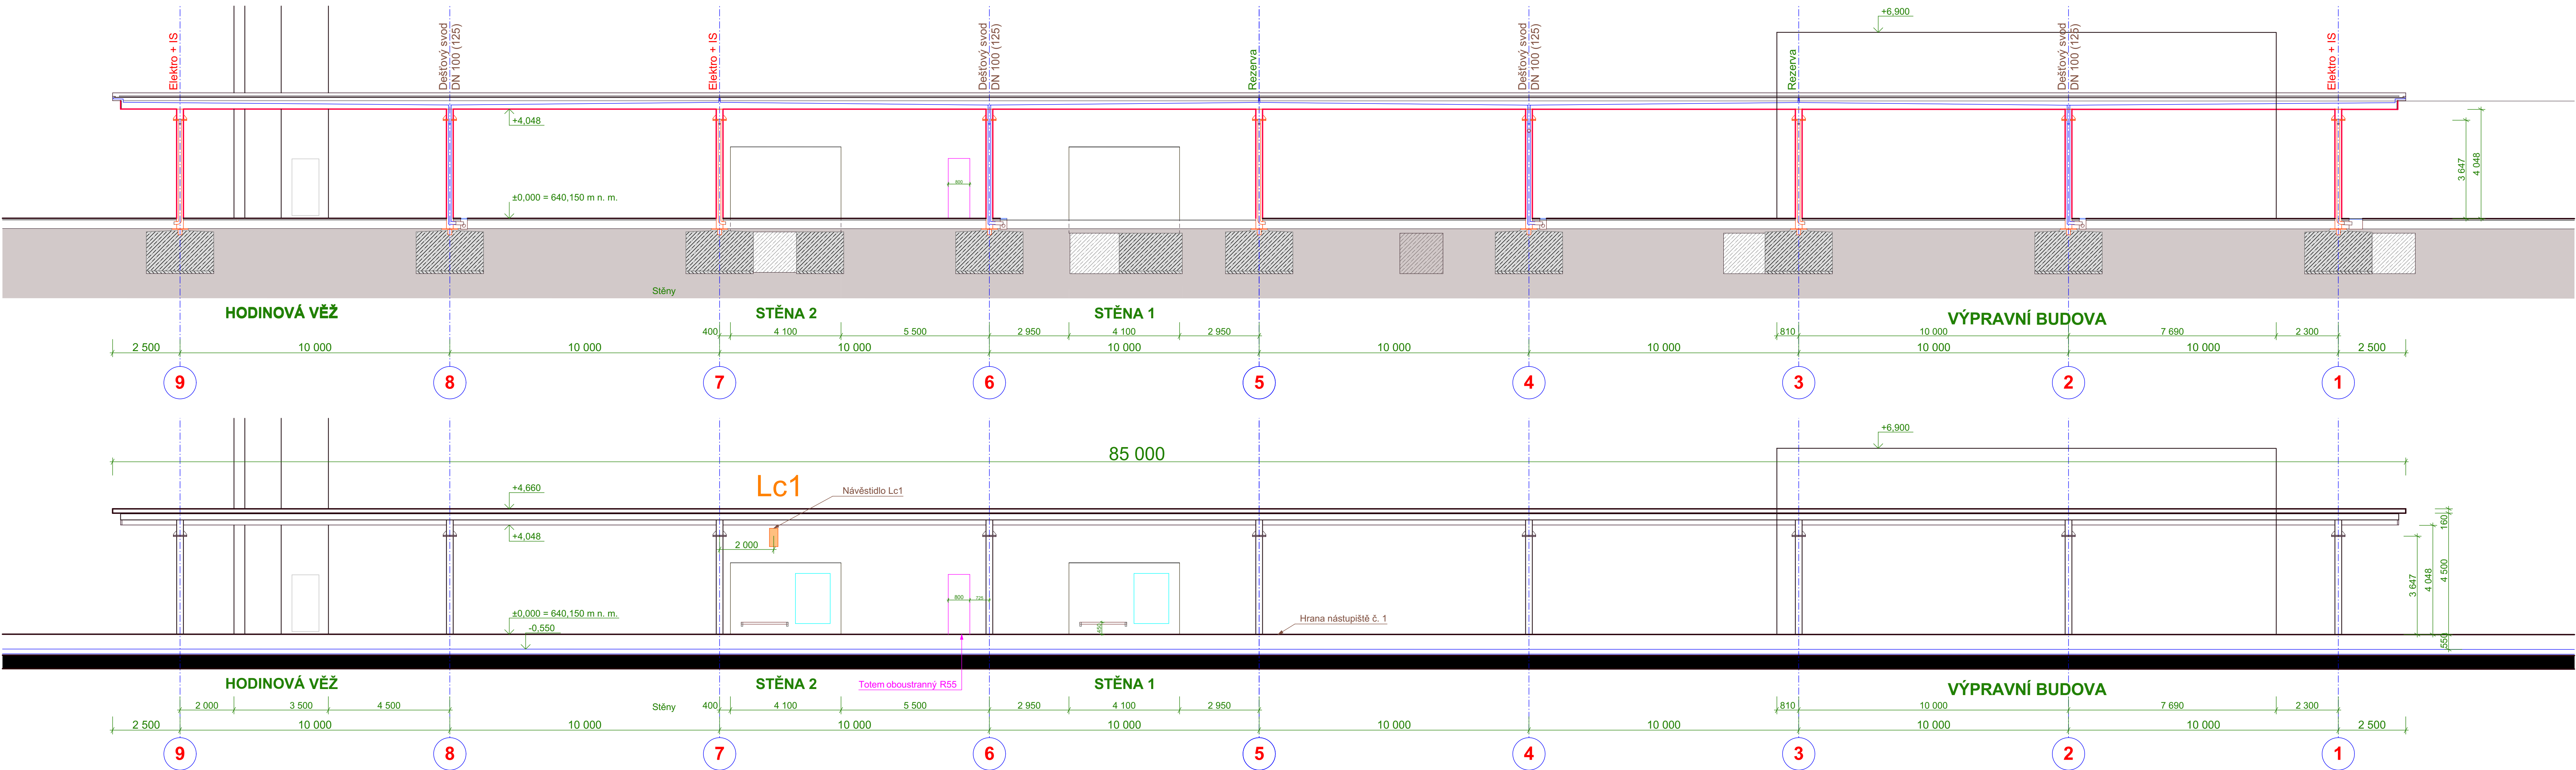 Elektro + IS
Dešťový svod
DN 100 (125)
Elektro + IS
Dešťový svod
DN 100 (125)
Rezerva
Dešťový svod
DN 100 (125)
Rezerva
Dešťový svod
DN 100 (125)
Elektro + IS
+6,900
+4,048
±0,000 = 640,150 m n. m.
800
3 647
4 048
Stěny
HODINOVÁ VĚŽ
STĚNA 2
STĚNA 1
VÝPRAVNÍ BUDOVA
400 4 100 5 500 2 950 4 100 2 950 810 10 000 7 690 2 300
2 500 10 000 10 000 10 000 10 000 10 000 10 000 10 000 10 000 2 500
9 8 7 6 5 4 3 2 1
+6,900
85 000
Lc1
Návěstidlo Lc1
+4,660
+4,048
2 000
±0,000 = 640,150 m n. m.
-0,550
800 725
450
Hrana nástupiště č. 1
3 647
4 048
160
4 500
550
HODINOVÁ VĚŽ
STĚNA 2
Totem oboustranný R55
STĚNA 1
VÝPRAVNÍ BUDOVA
2 000 3 500 4 500 Stěny 400 4 100 5 500 2 950 4 100 2 950 810 10 000 7 690 2 300
2 500 10 000 10 000 10 000 10 000 10 000 10 000 10 000 10 000 2 500
9 8 7 6 5 4 3 2 1